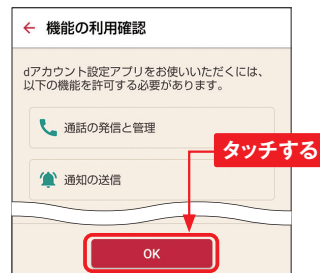 ← 機能の利用確認
dアカウント設定アプリをお使いいただくには、
以下の機能を許可する必要があります。
通話の発信と管理
タッチする
通知の送信
OK